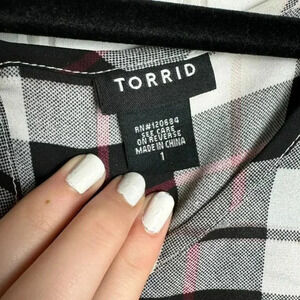 TORRID
RN#120684
SEE CARE
ON REVERSE
MADE IN CHINA
1